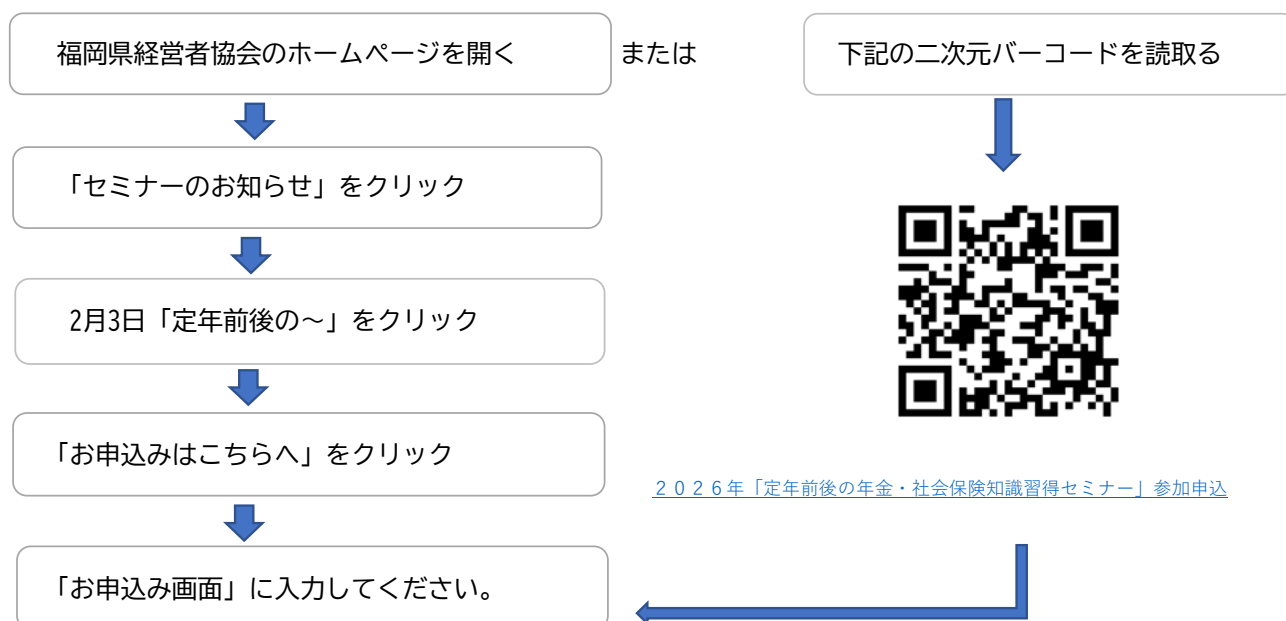 福岡県経営者協会のホームページを開く
または
下記の二次元バーコードを読取る
「セミナーのお知らせ」をクリック
2月3日「定年前後の～」をクリック
「お申込みはこちらへ」をクリック
２０２６年「定年前後の年金・社会保険知識習得セミナー」参加申込
「お申込み画面」に入力してください。